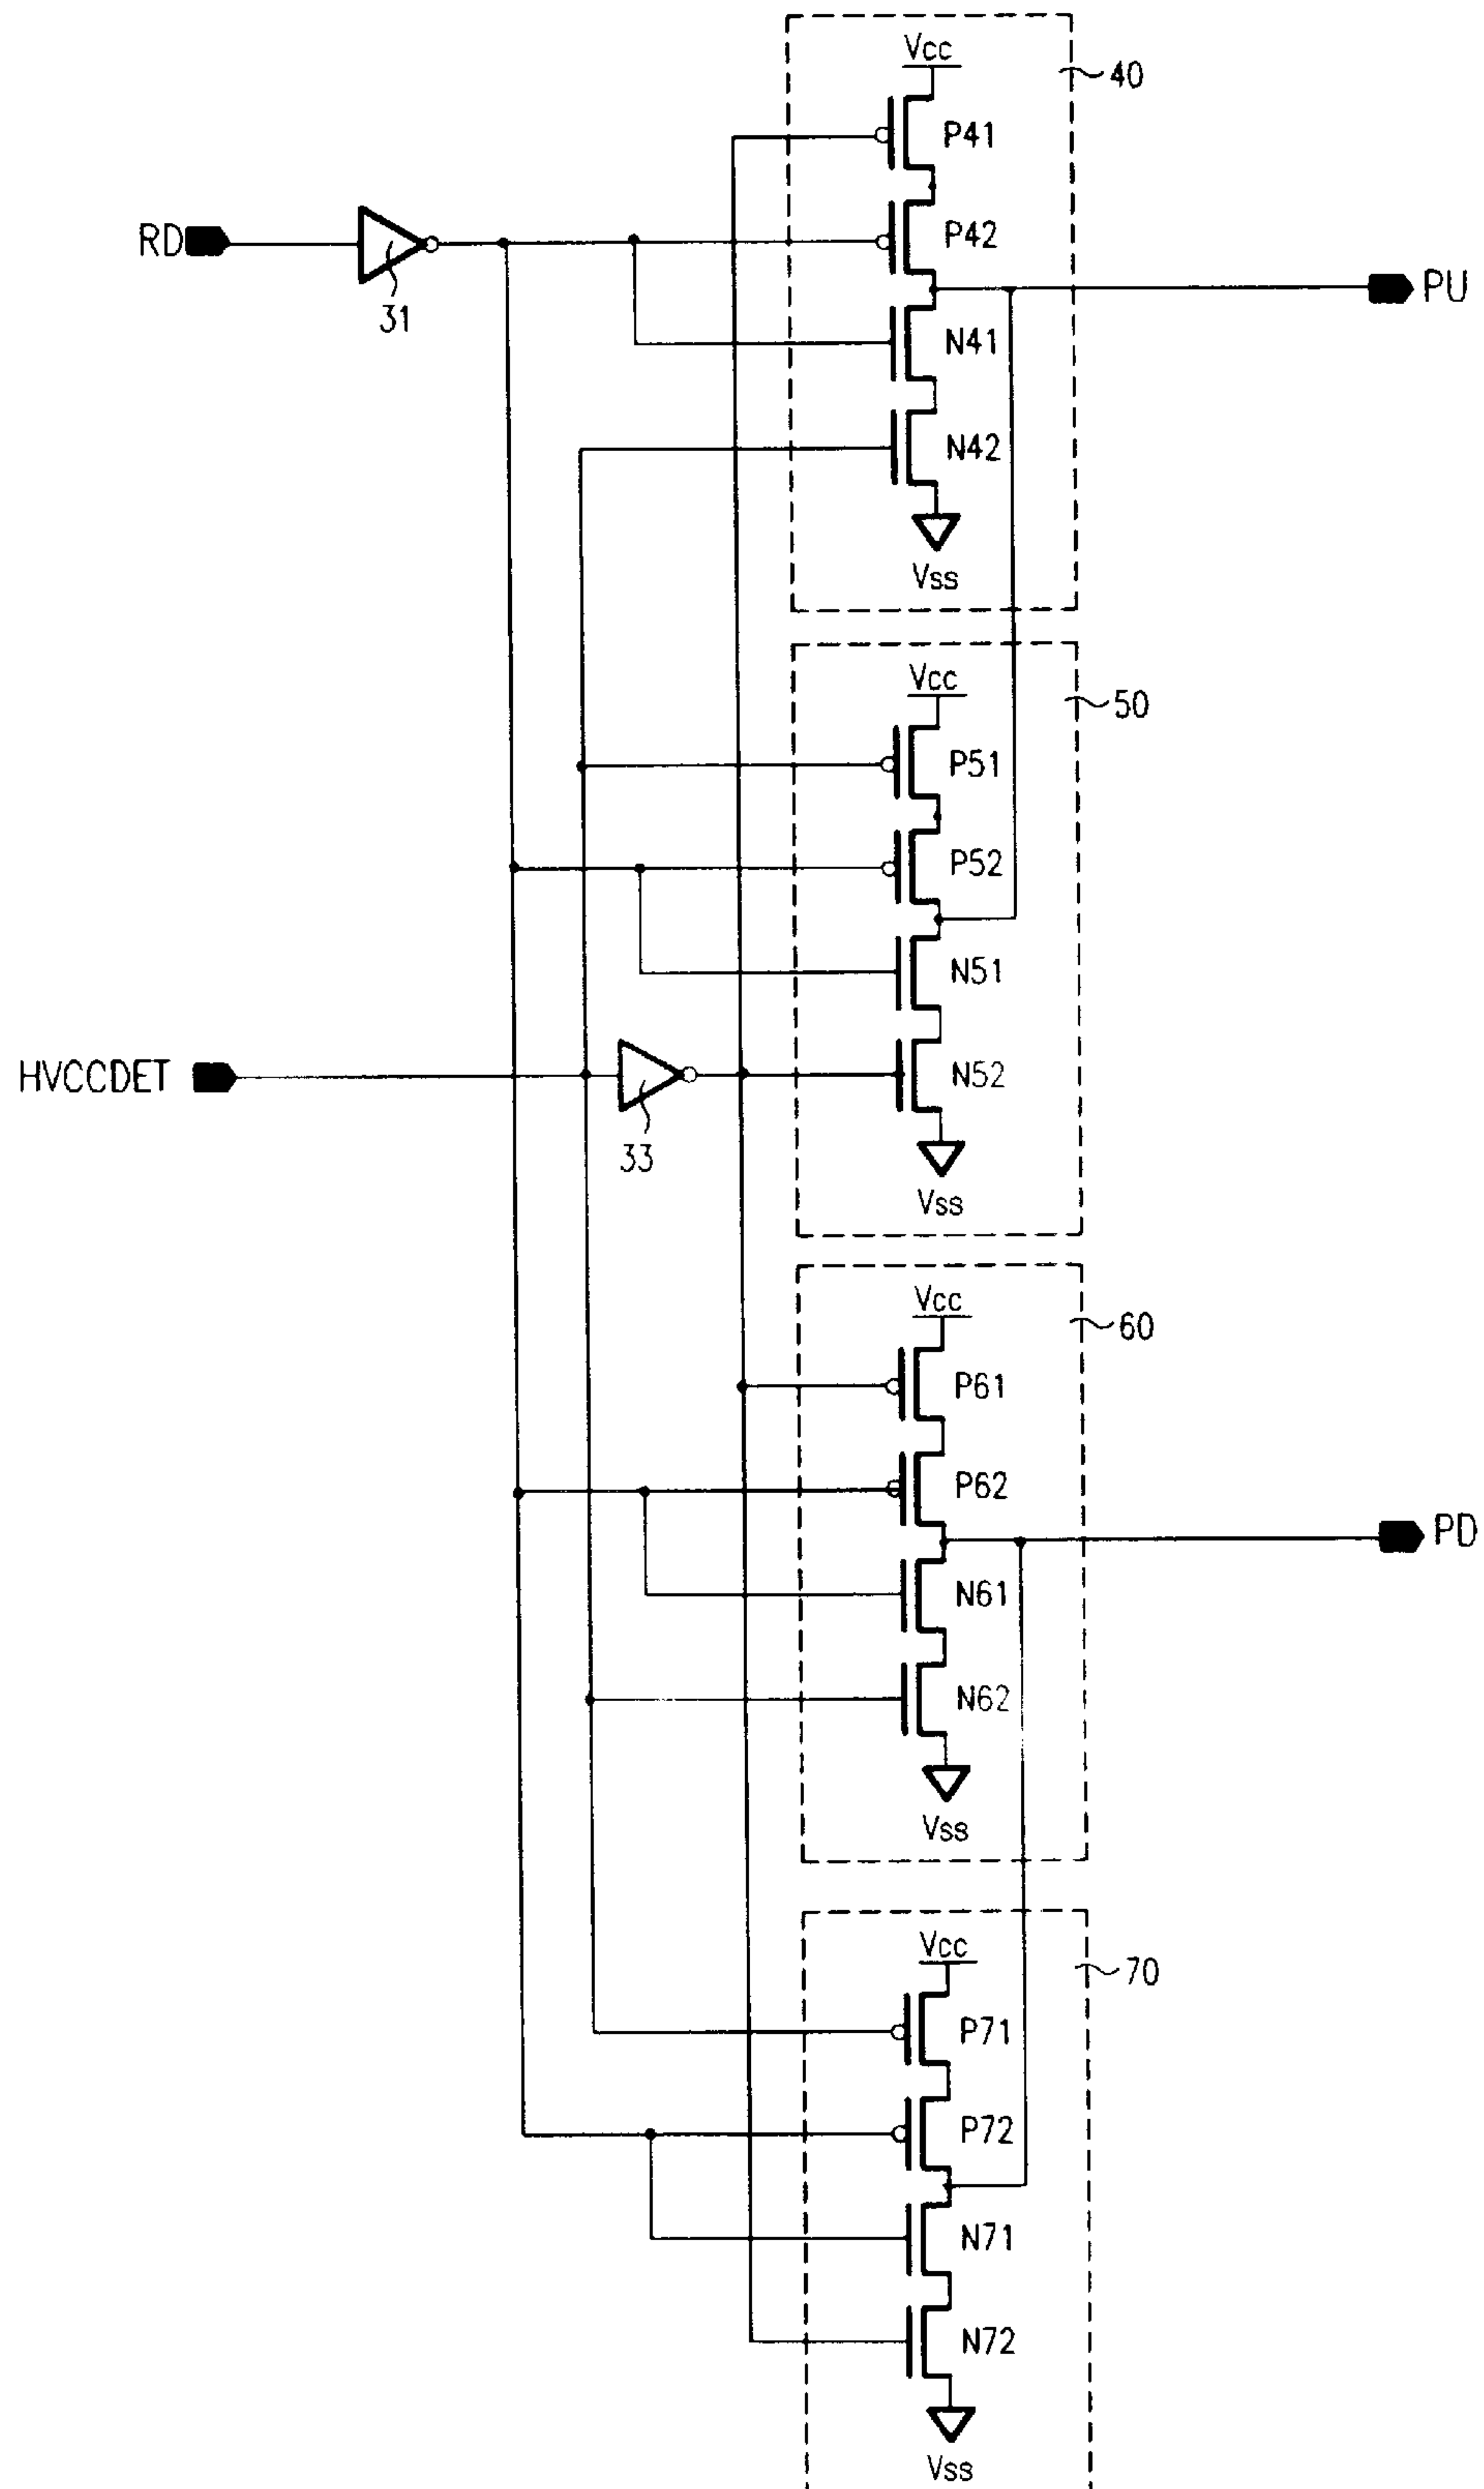 Vcc
40
P41
RD
P42
31
PU
N41
N42
Vss
Vcc
50
P51
P52
N51
HVCCDET
N52
33
Vss
Vcc
60
P61
P62
PD
N61
N62
Vss
Vcc
70
P71
P72
N71
N72
Vss